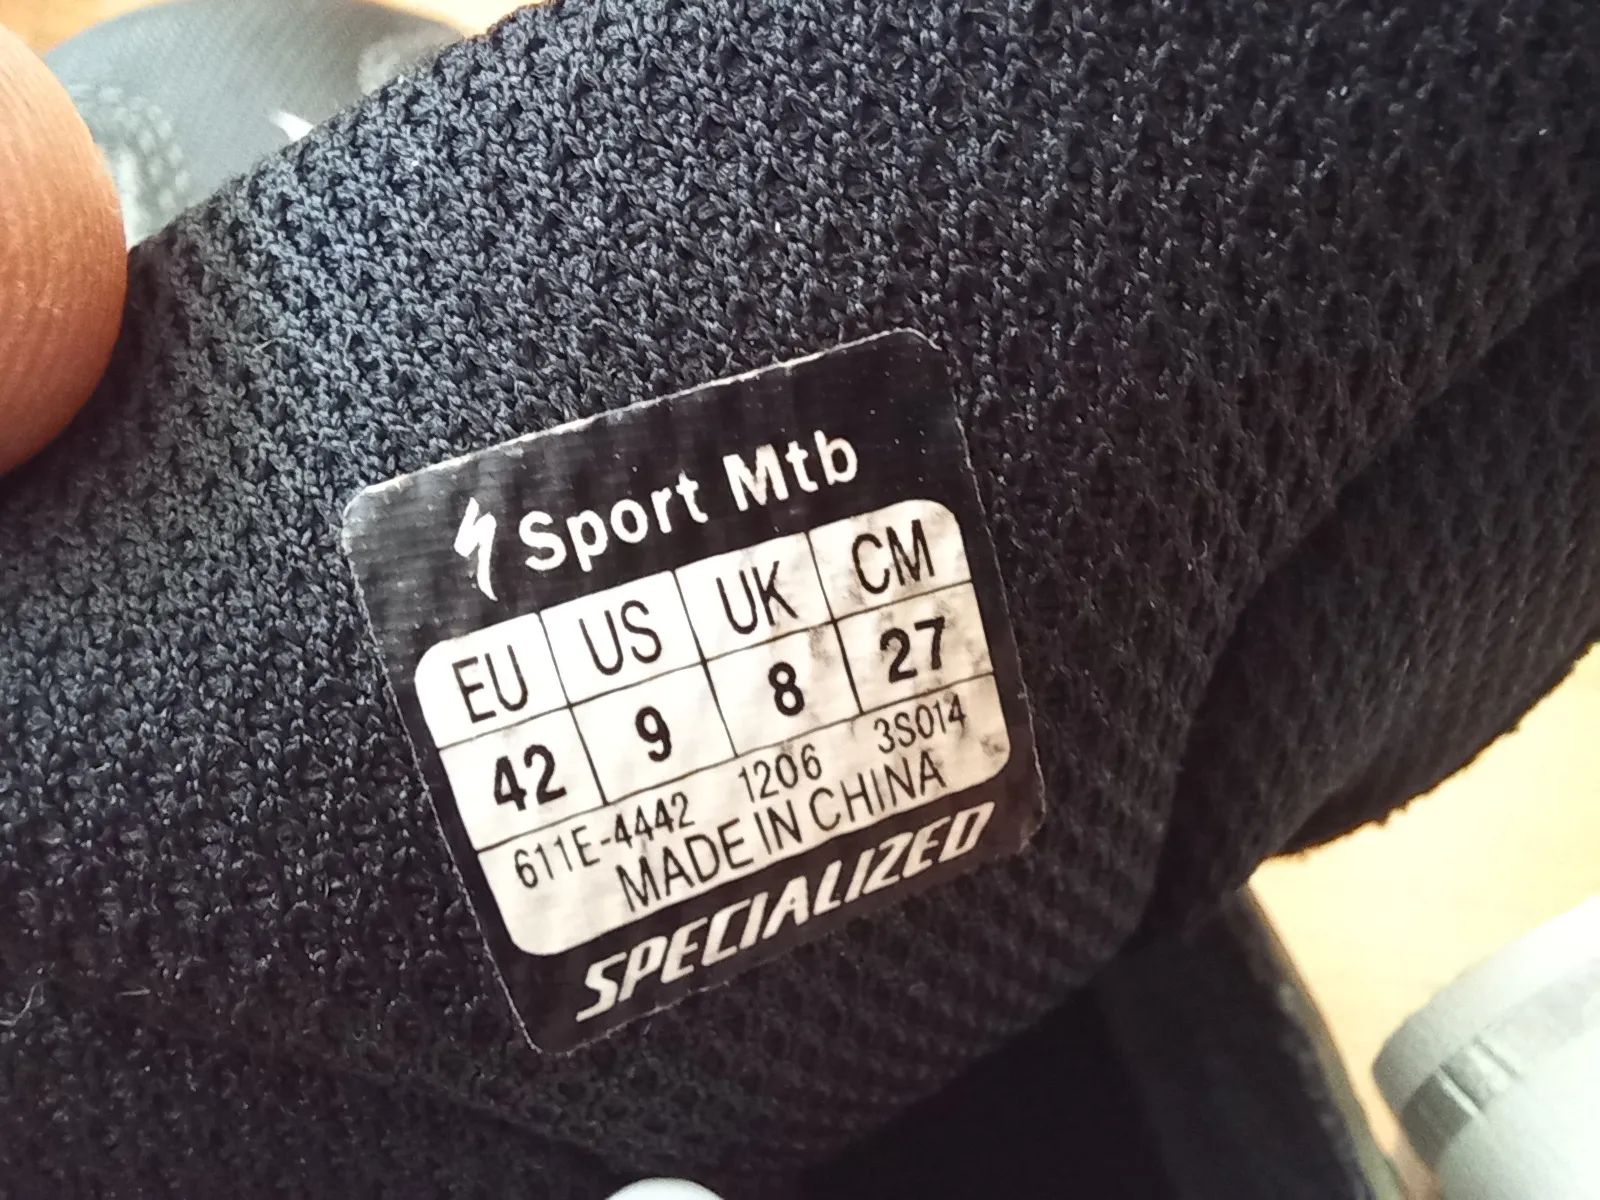 Sport Mtb
EU US UK CM
42 9 8 27
611E-4442 1206 3S014
MADE IN CHINA
SPECIALIZED